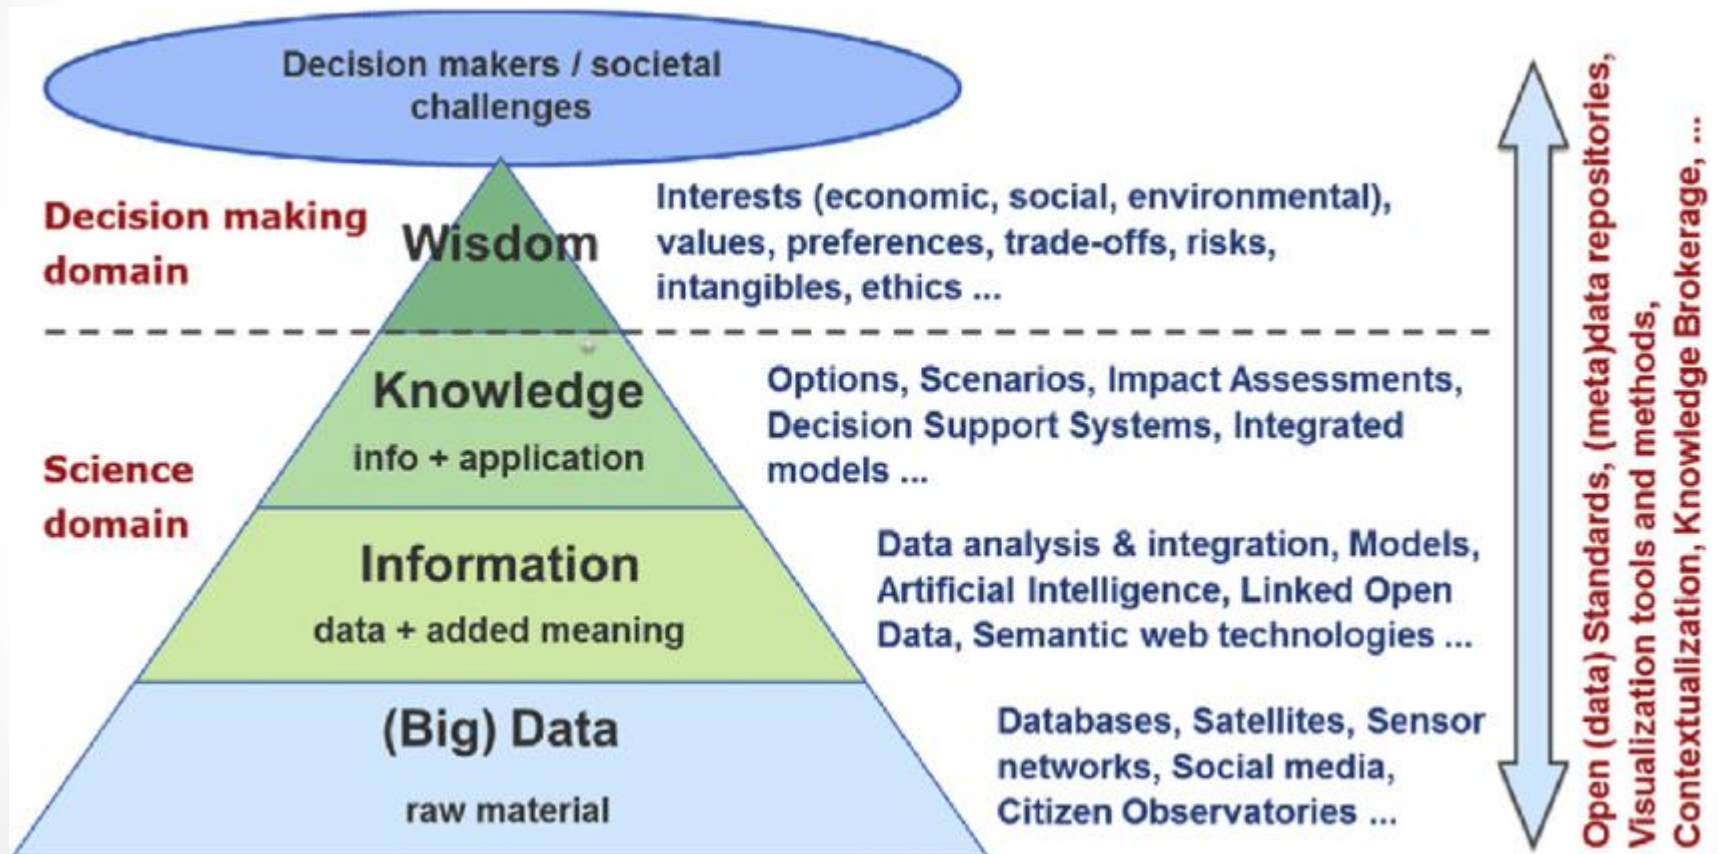 Decision makers / societal
challenges
Decision making
domain
Wisdom
Interests (economic, social, environmental),
values, preferences, trade-offs, risks,
intangibles, ethics ...
Knowledge
info + application
Options, Scenarios, Impact Assessments,
Decision Support Systems, Integrated
models ...
Science
domain
Information
data + added meaning
Data analysis & integration, Models,
Artificial Intelligence, Linked Open
Data, Semantic web technologies ...
(Big) Data
raw material
Databases, Satellites, Sensor
networks, Social media,
Citizen Observatories ...
Open (data) Standards, (meta)data repositories,
Visualization tools and methods,
Contextualization, Knowledge Brokerage, ...